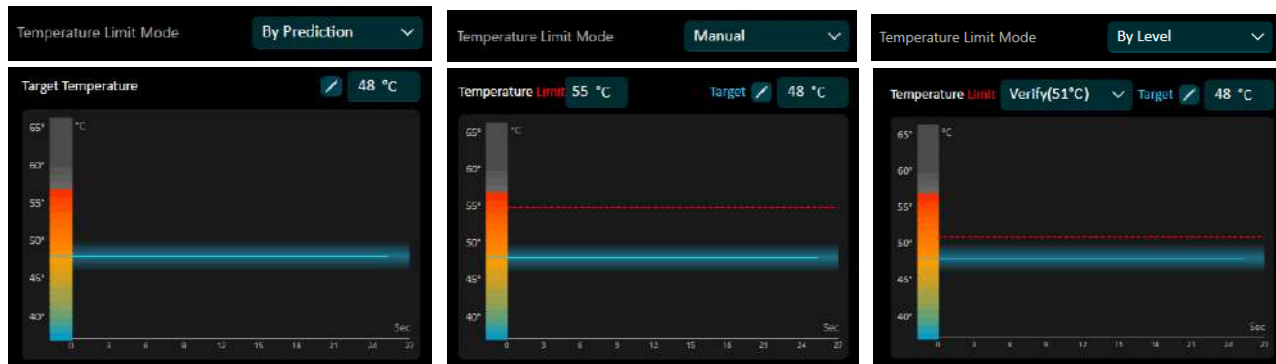 Temperature Limit Mode By Prediction
Target Temperature 48 °C
65° °C
60°
55°
50°
45°
40°
Sec
0 3 6 9 12 15 18 21 24 27
Temperature Limit Mode Manual
Temperature Limit 55 °C Target 48 °C
65° °C
60°
55°
50°
45°
40°
Sec
0 3 6 9 12 15 18 21 24 27
Temperature Limit Mode By Level
Temperature Limit Verify(51°C) Target 48 °C
65° °C
60°
55°
50°
45°
40°
Sec
0 3 6 9 12 15 18 21 24 27